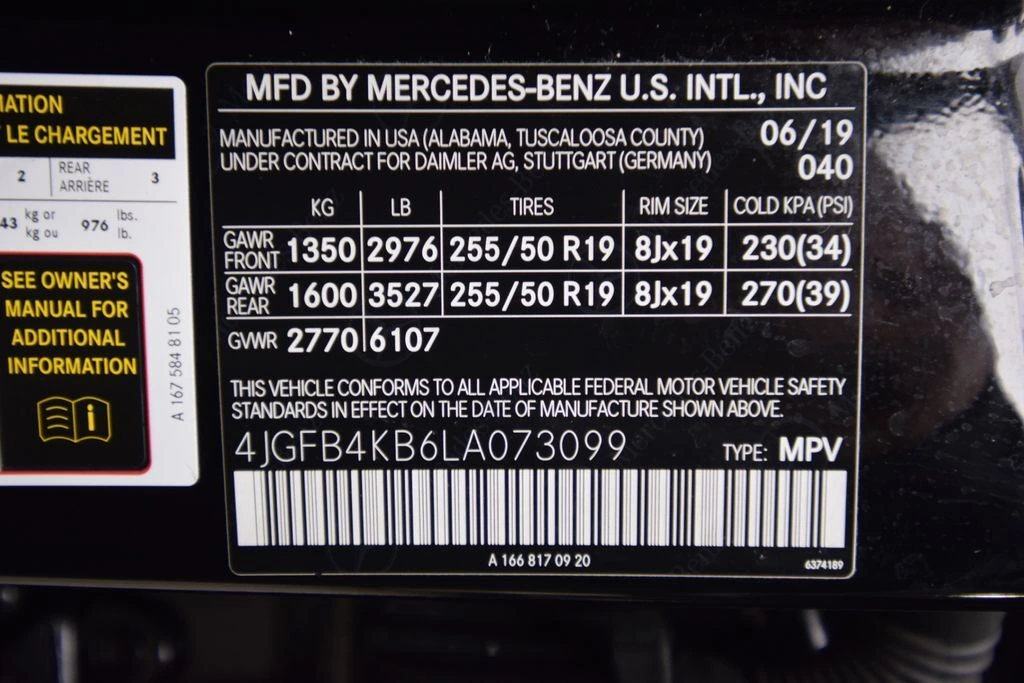 MATION
LE CHARGEMENT
2 REAR 3
ARRIÈRE
43 kg or 976 lbs.
kg ou lb.
SEE OWNER'S
MANUAL FOR
ADDITIONAL
INFORMATION
i
A 167 584 81 05
MFD BY MERCEDES-BENZ U.S. INTL., INC
MANUFACTURED IN USA (ALABAMA, TUSCALOOSA COUNTY) 06/19
UNDER CONTRACT FOR DAIMLER AG, STUTTGART (GERMANY) 040
KG LB TIRES RIM SIZE COLD KPA (PSI)
GAWR FRONT 1350 2976 255/50 R19 8Jx19 230(34)
GAWR REAR 1600 3527 255/50 R19 8Jx19 270(39)
GVWR 2770 6107
THIS VEHICLE CONFORMS TO ALL APPLICABLE FEDERAL MOTOR VEHICLE SAFETY
STANDARDS IN EFFECT ON THE DATE OF MANUFACTURE SHOWN ABOVE.
4JGFB4KB6LA073099 TYPE: MPV
A 166 817 09 20 6374189